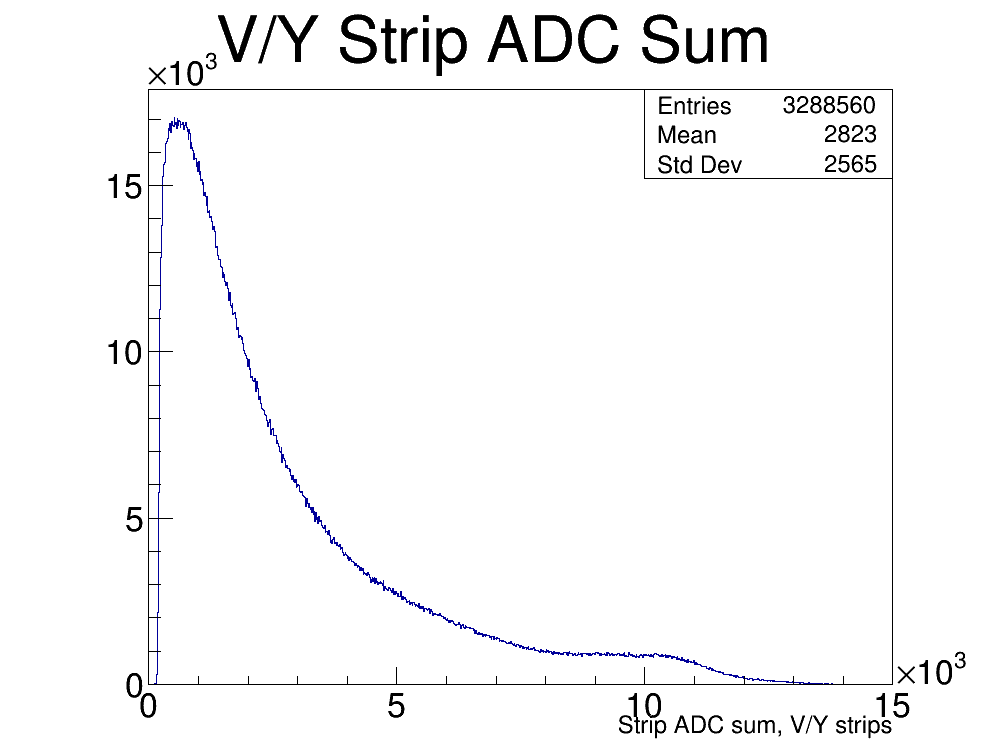 V/Y Strip ADC Sum
×10³
Entries 3288560
Mean 2823
Std Dev 2565
15
10
5
0
0 5 10 15 ×10³
Strip ADC sum, V/Y strips